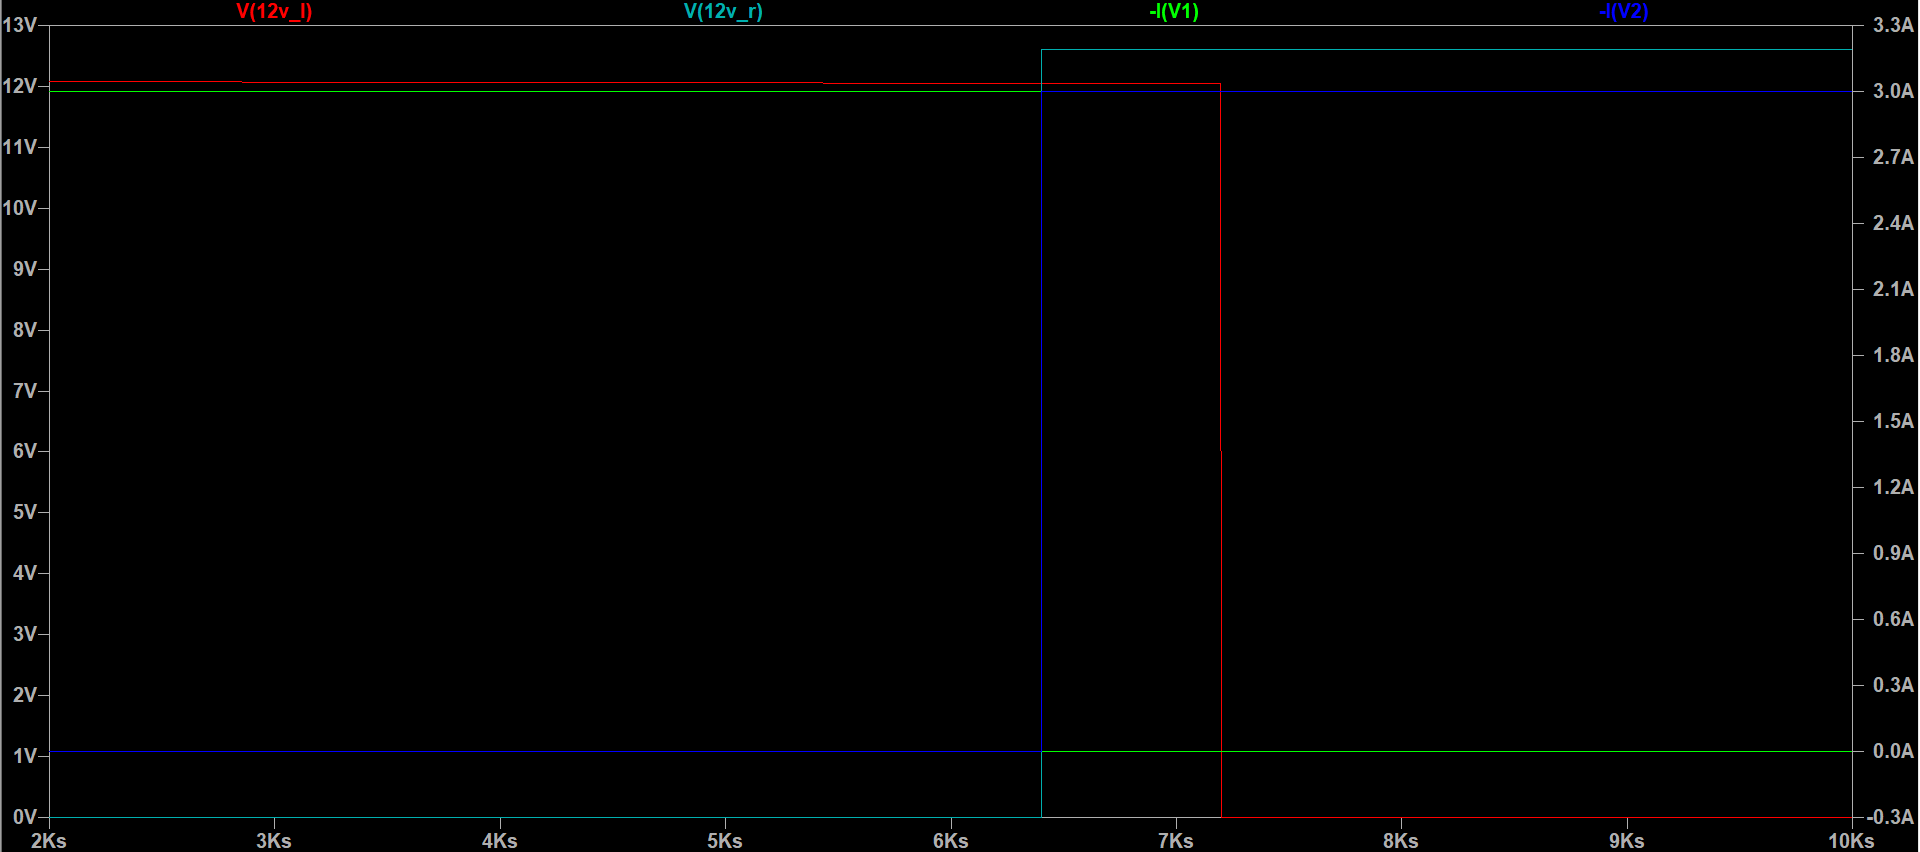 V(12v_l) V(12v_r) -I(V1) -I(V2)
13V 3.3A
12V 3.0A
11V 2.7A
10V 2.4A
9V 2.1A
8V 1.8A
7V 1.5A
6V 1.2A
5V 0.9A
4V 0.6A
3V 0.3A
2V 0.0A
1V -0.3A
0V
2Ks 3Ks 4Ks 5Ks 6Ks 7Ks 8Ks 9Ks 10Ks